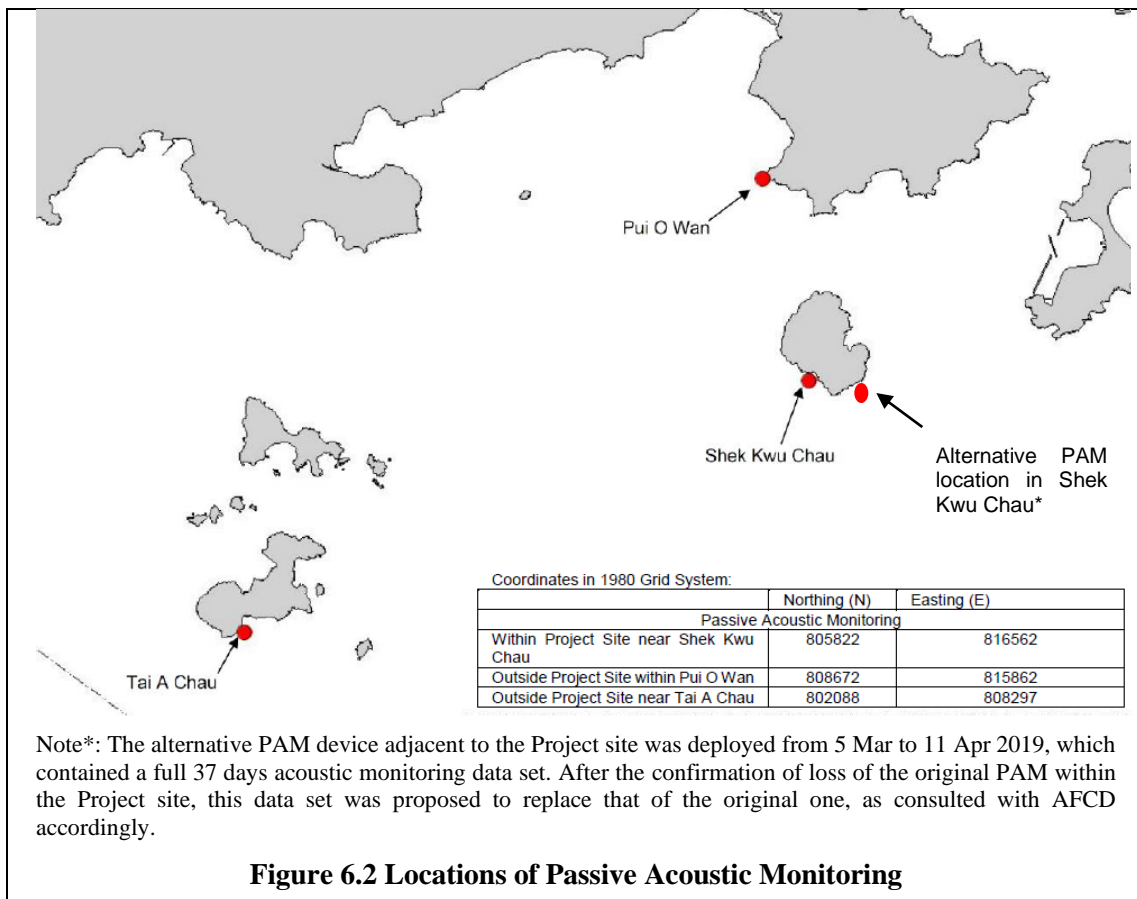 Pui O Wan
Shek Kwu Chau
Alternative PAM
location in Shek
Kwu Chau*
Tai A Chau
Coordinates in 1980 Grid System:
Northing (N) Easting (E)
Passive Acoustic Monitoring
Within Project Site near Shek Kwu 805822 816562
Chau
Outside Project Site within Pui O Wan 808672 815862
Outside Project Site near Tai A Chau 802088 808297
Note*: The alternative PAM device adjacent to the Project site was deployed from 5 Mar to 11 Apr 2019, which
contained a full 37 days acoustic monitoring data set. After the confirmation of loss of the original PAM within
the Project site, this data set was proposed to replace that of the original one, as consulted with AFCD
accordingly.
Figure 6.2 Locations of Passive Acoustic Monitoring